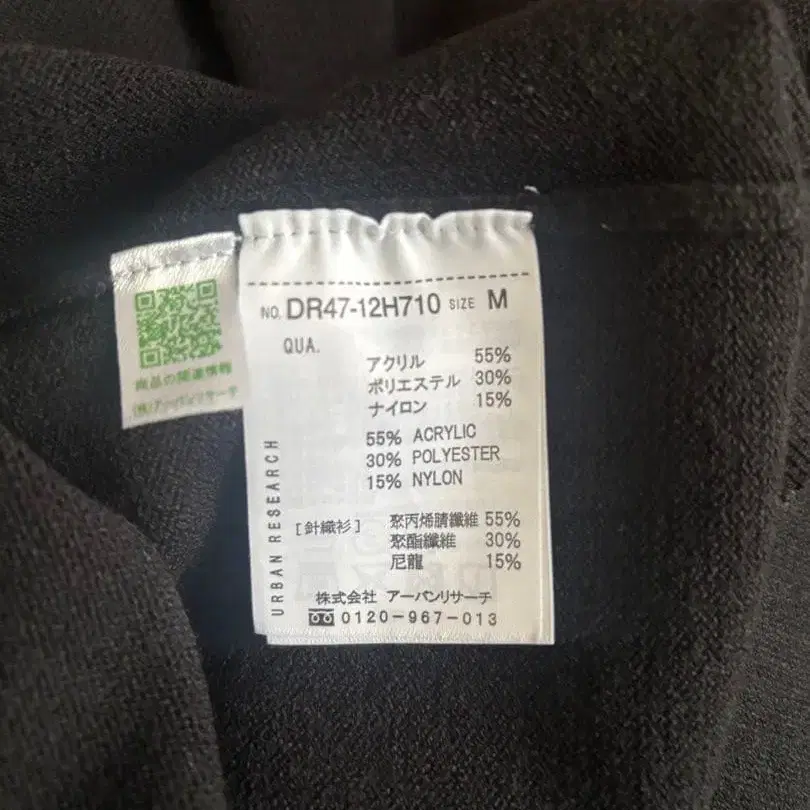 商品の関連情報
(株)アーバンリサーチ
NO. DR47-12H710 SIZE M
QUA.
アクリル 55%
ポリエステル 30%
ナイロン 15%
55% ACRYLIC
30% POLYESTER
15% NYLON
URBAN RESEARCH
[針織衫] 聚丙烯腈纖維 55%
聚酯纖維 30%
尼龍 15%
株式会社 アーバンリサーチ
0120-967-013